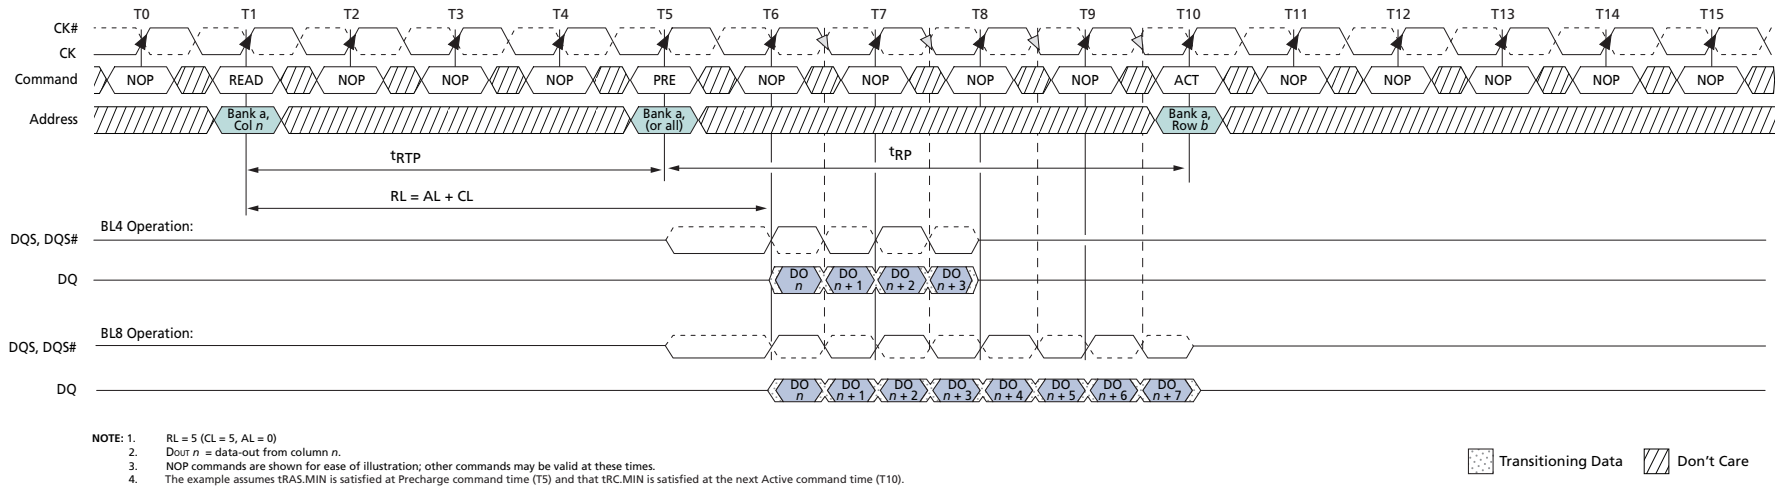 T0 T1 T2 T3 T4 T5 T6 T7 T8 T9 T10 T11 T12 T13 T14 T15
CK#
CK
Command NOP READ NOP NOP NOP PRE NOP NOP NOP NOP ACT NOP NOP NOP NOP NOP
Address Bank a, Col n Bank a, (or all) Bank a, Row b
tRTP tRP
RL = AL + CL
BL4 Operation:
DQS, DQS#
DQ DO n DO n + 1 DO n + 2 DO n + 3
BL8 Operation:
DQS, DQS#
DQ DO n DO n + 1 DO n + 2 DO n + 3 DO n + 4 DO n + 5 DO n + 6 DO n + 7
NOTE: 1. RL = 5 (CL = 5, AL = 0)
2. DOUT n = data-out from column n.
3. NOP commands are shown for ease of illustration; other commands may be valid at these times.
4. The example assumes tRAS.MIN is satisfied at Precharge command time (T5) and that tRC.MIN is satisfied at the next Active command time (T10).
Transitioning Data Don't Care